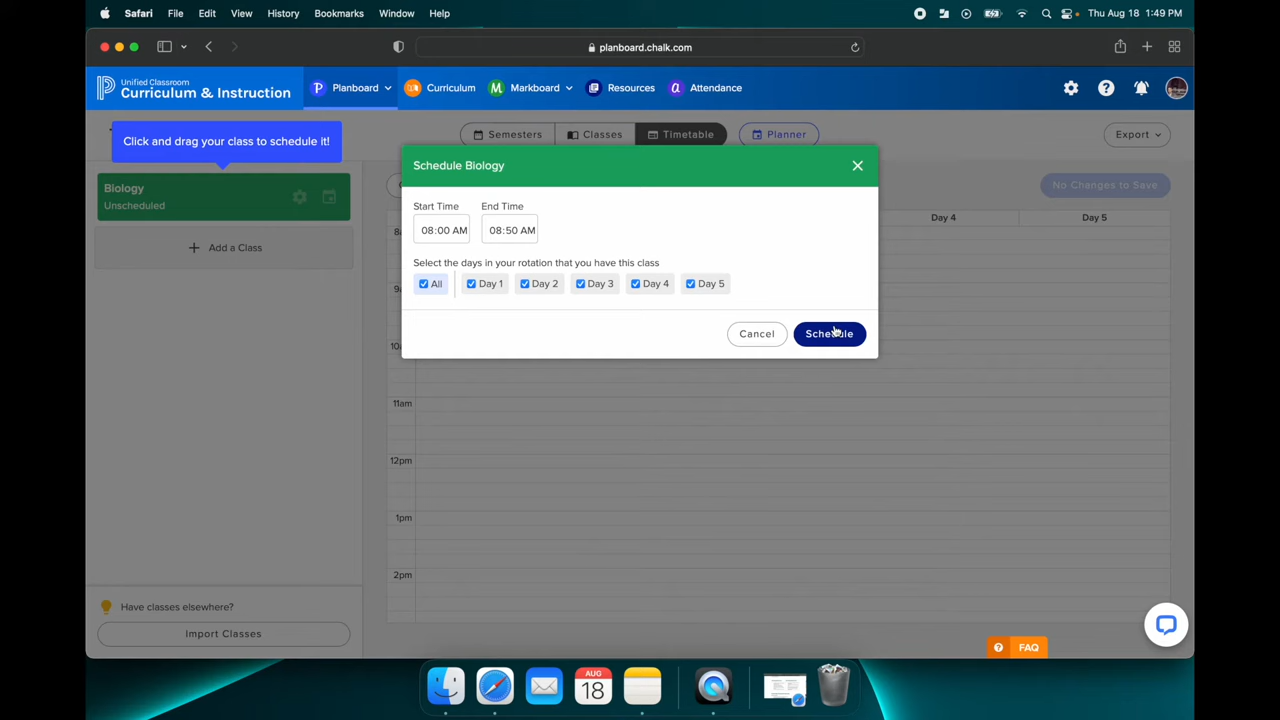 Safari File Edit View History Bookmarks Window Help Thu Aug 18 1:49 PM
planboard.chalk.com
Unified Classroom
Curriculum & Instruction
Planboard Curriculum Markboard Resources Attendance
Semesters Classes Timetable Planner Export
Click and drag your class to schedule it!
Schedule Biology
Biology
Unscheduled
No Changes to Save
Start Time End Time
08:00 AM 08:50 AM
Day 4 Day 5
Add a Class
Select the days in your rotation that you have this class
All Day 1 Day 2 Day 3 Day 4 Day 5
Cancel Schedule
11am
12pm
1pm
2pm
Have classes elsewhere?
Import Classes
FAQ
AUG
18